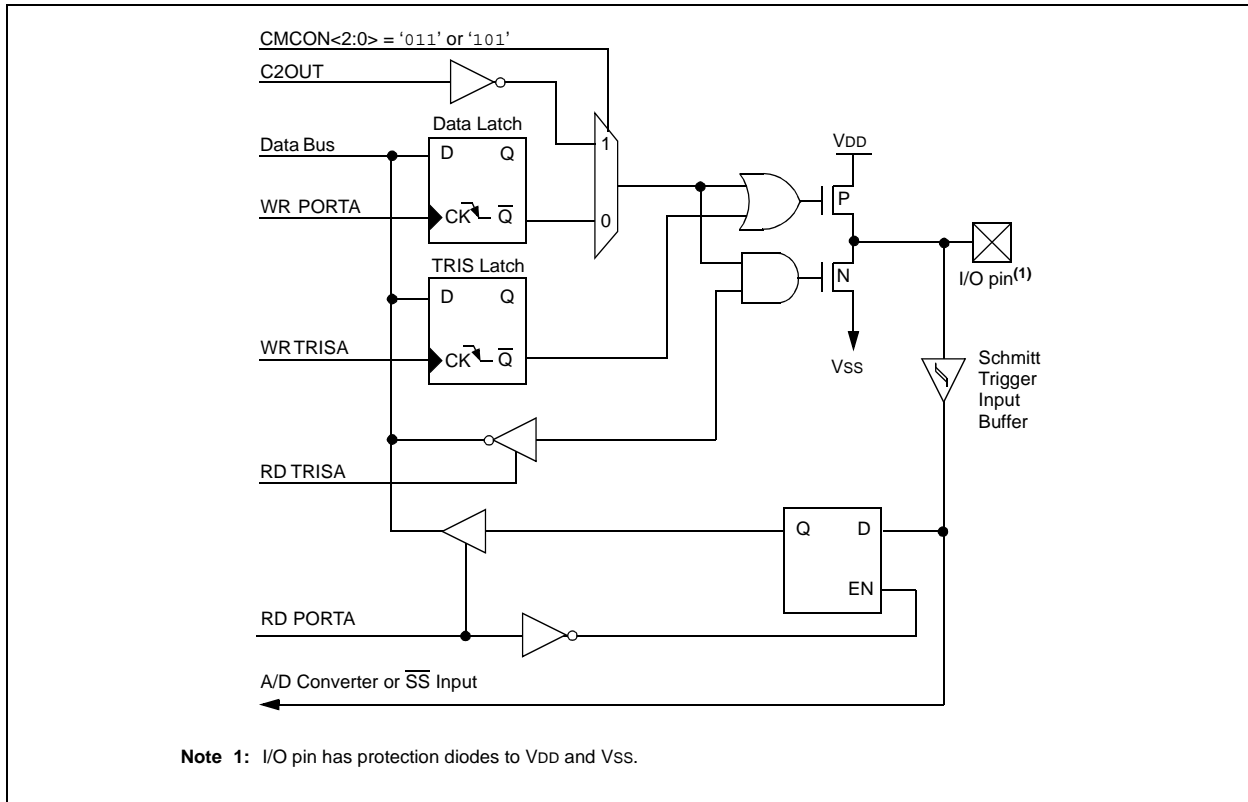 CMCON<2:0> = ‘011’ or ‘101’
C2OUT
Data Latch
Data Bus
D Q
1
VDD
WR PORTA
CK Q̅
0
P
N
I/O pin(1)
TRIS Latch
D Q
WR TRISA
CK Q̅
VSS
Schmitt
Trigger
Input
Buffer
RD TRISA
Q D
EN
RD PORTA
A/D Converter or S̅S̅ Input
Note 1: I/O pin has protection diodes to VDD and VSS.